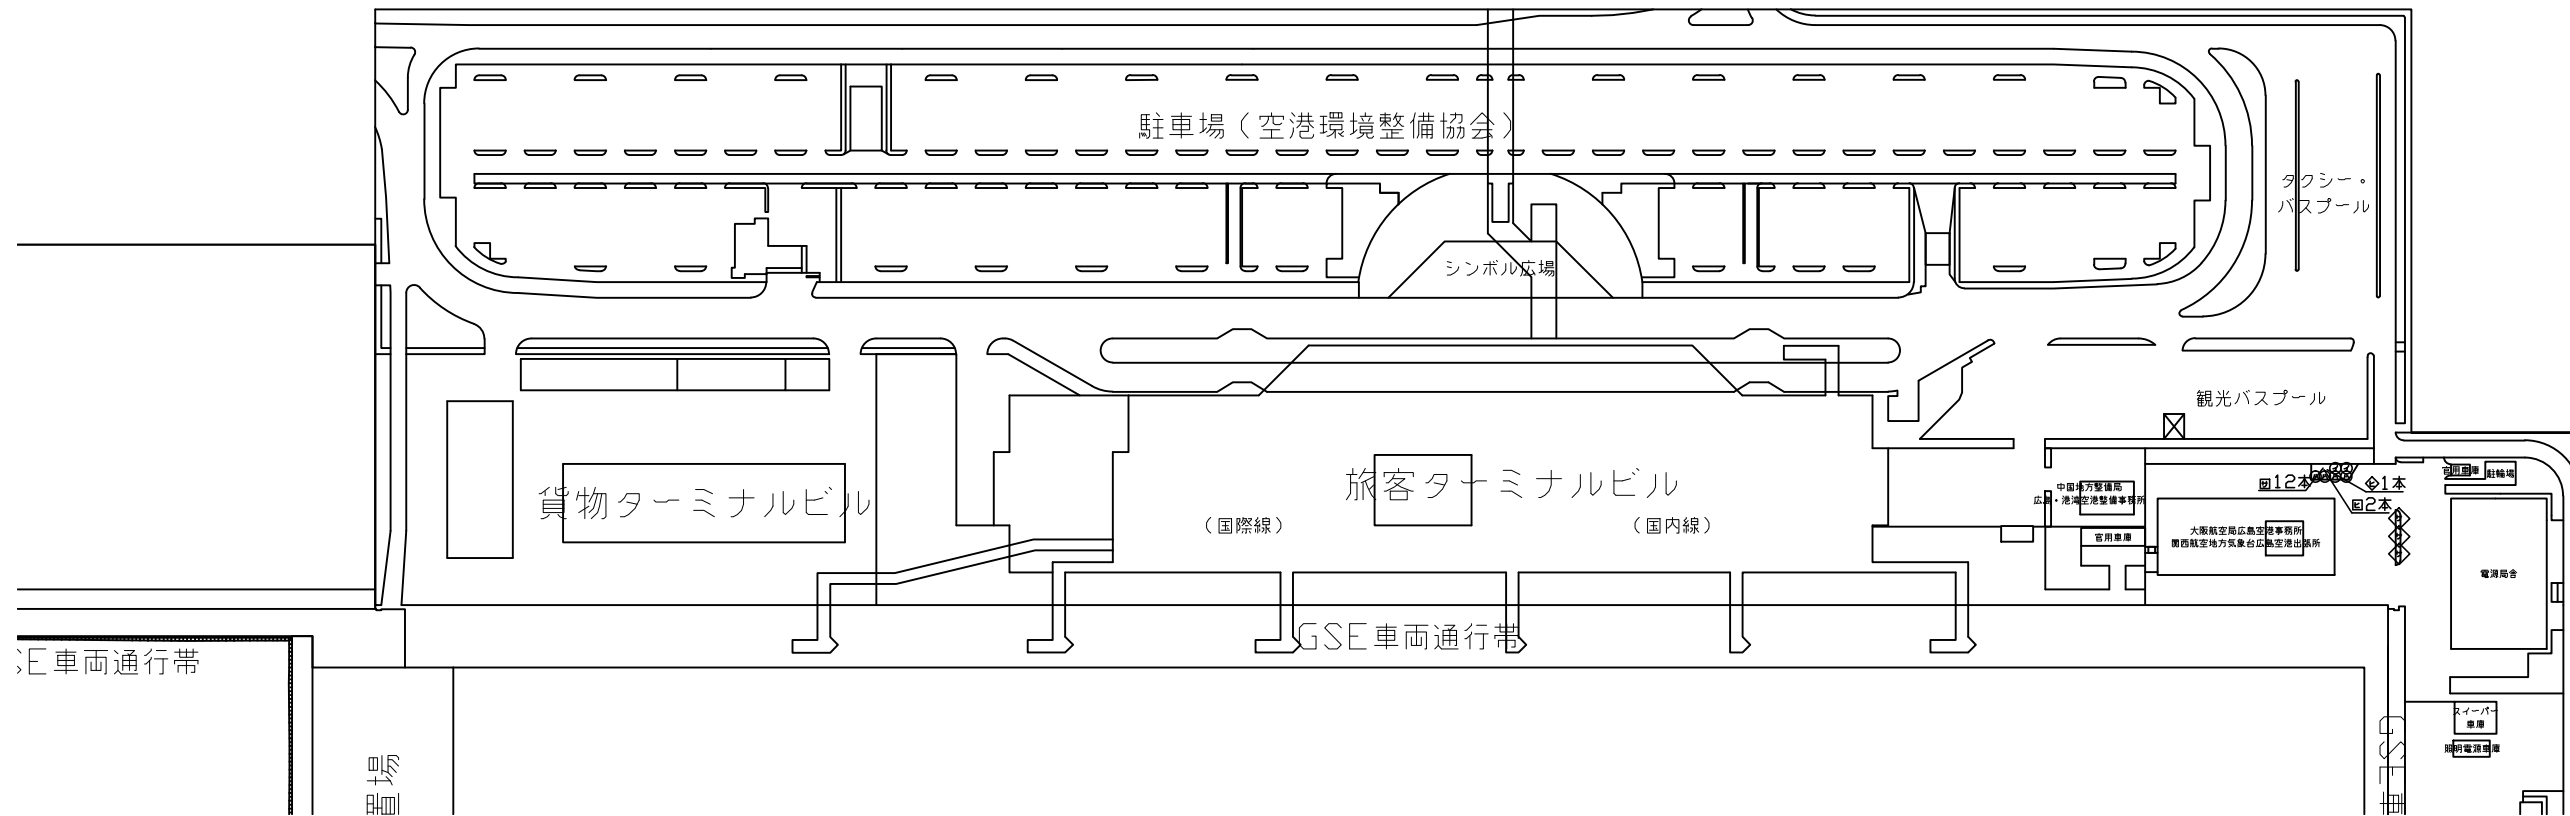 駐車場（空港環境整備協会）
タクシー・
バスプール
シンボル広場
観光バスプール
貨物ターミナルビル
旅客ターミナルビル
（国際線）
（国内線）
中国地方整備局
広島・港湾空港整備事務所
官用車庫
12本
1本
2本
大阪航空局広島空港事務所
関西航空地方気象台広島空港出張所
官用車庫
駐輪場
電源局舎
GSE車両通行帯
SE車両通行帯
スイーパー
車庫
照明電源車庫
置場
GSE車